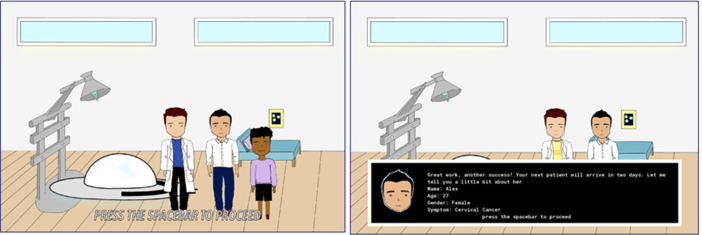 PRESS THE SPACEBAR TO PROCEED
Great work, another success! Your next patient will arrive in two days. Let me
tell you a little bit about her
Name: Alex
Age: 27
Gender: Female
Symptom: Cervical Cancer
press the spacebar to proceed